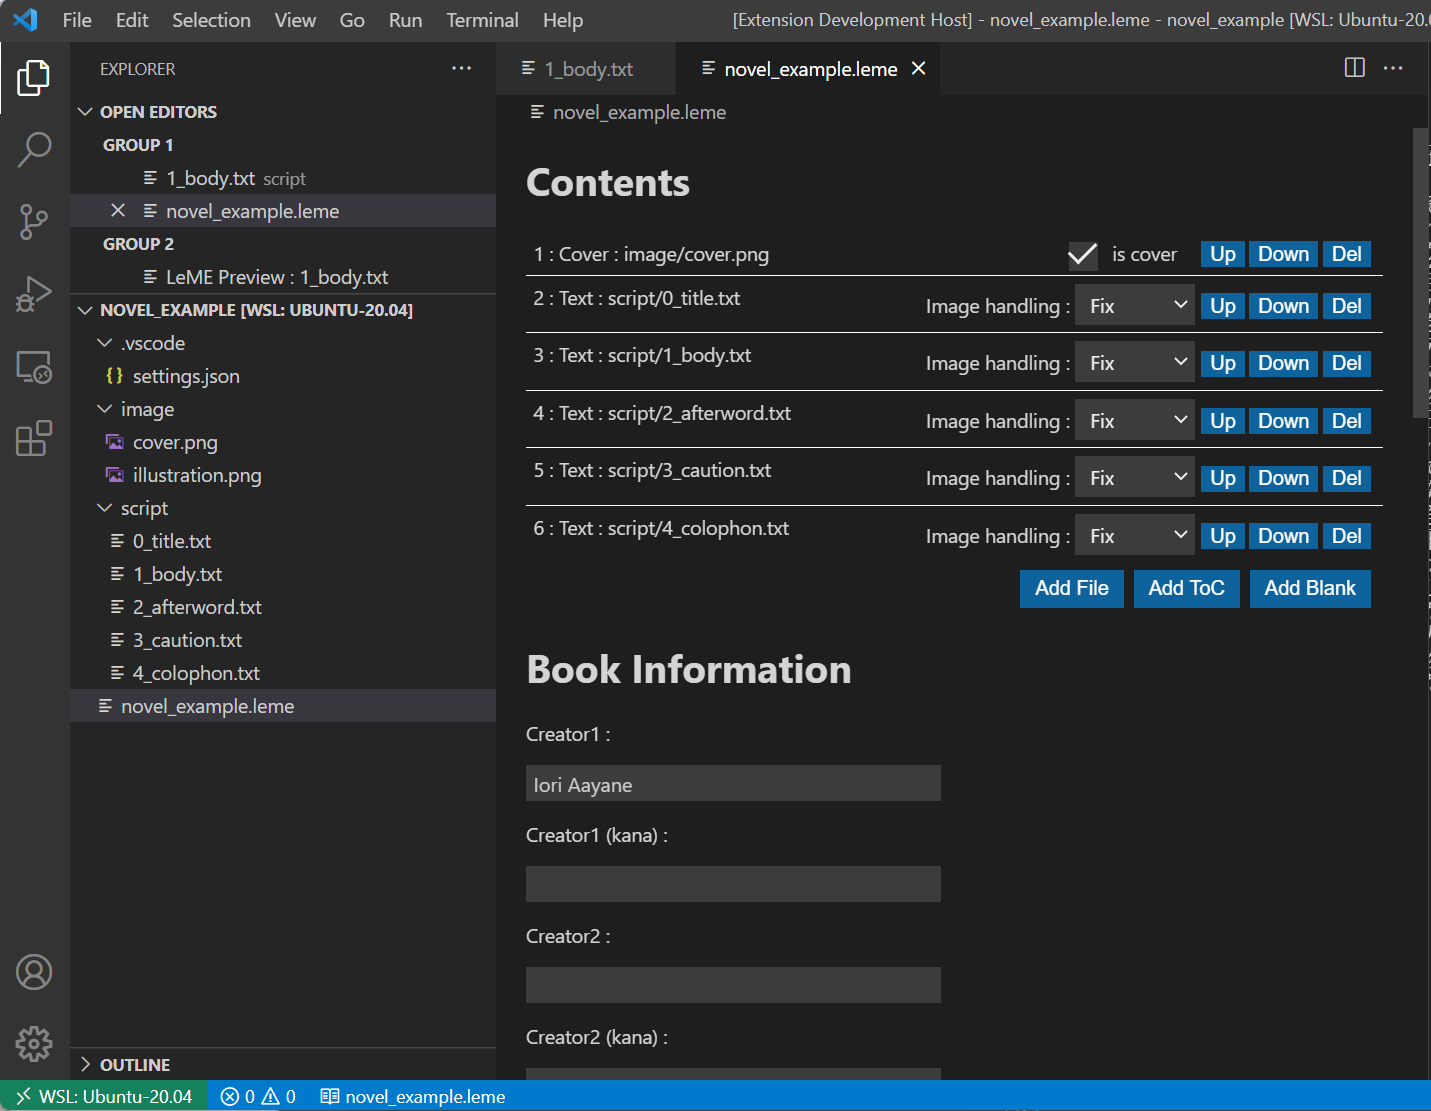 File Edit Selection View Go Run Terminal Help [Extension Development Host] - novel_example.leme - novel_example [WSL: Ubuntu-20.0
EXPLORER
OPEN EDITORS
GROUP 1
1_body.txt script
novel_example.leme
GROUP 2
LeME Preview : 1_body.txt
NOVEL_EXAMPLE [WSL: UBUNTU-20.04]
.vscode
settings.json
image
cover.png
illustration.png
script
0_title.txt
1_body.txt
2_afterword.txt
3_caution.txt
4_colophon.txt
novel_example.leme
OUTLINE
1_body.txt novel_example.leme
novel_example.leme
Contents
1 : Cover : image/cover.png is cover Up Down Del
2 : Text : script/0_title.txt Image handling : Fix Up Down Del
3 : Text : script/1_body.txt Image handling : Fix Up Down Del
4 : Text : script/2_afterword.txt Image handling : Fix Up Down Del
5 : Text : script/3_caution.txt Image handling : Fix Up Down Del
6 : Text : script/4_colophon.txt Image handling : Fix Up Down Del
Add File Add ToC Add Blank
Book Information
Creator1 :
Iori Aayane
Creator1 (kana) :
Creator2 :
Creator2 (kana) :
WSL: Ubuntu-20.04 0 0 novel_example.leme